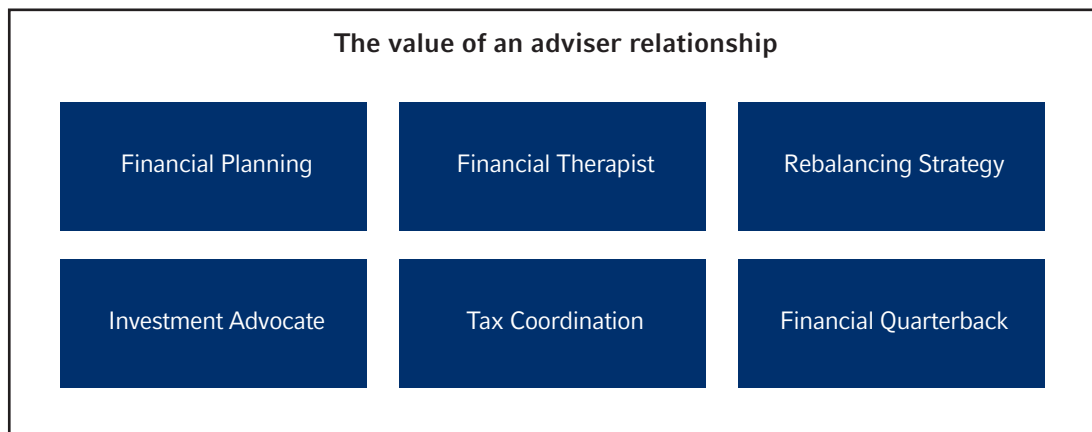 The value of an adviser relationship
Financial Planning
Financial Therapist
Rebalancing Strategy
Investment Advocate
Tax Coordination
Financial Quarterback